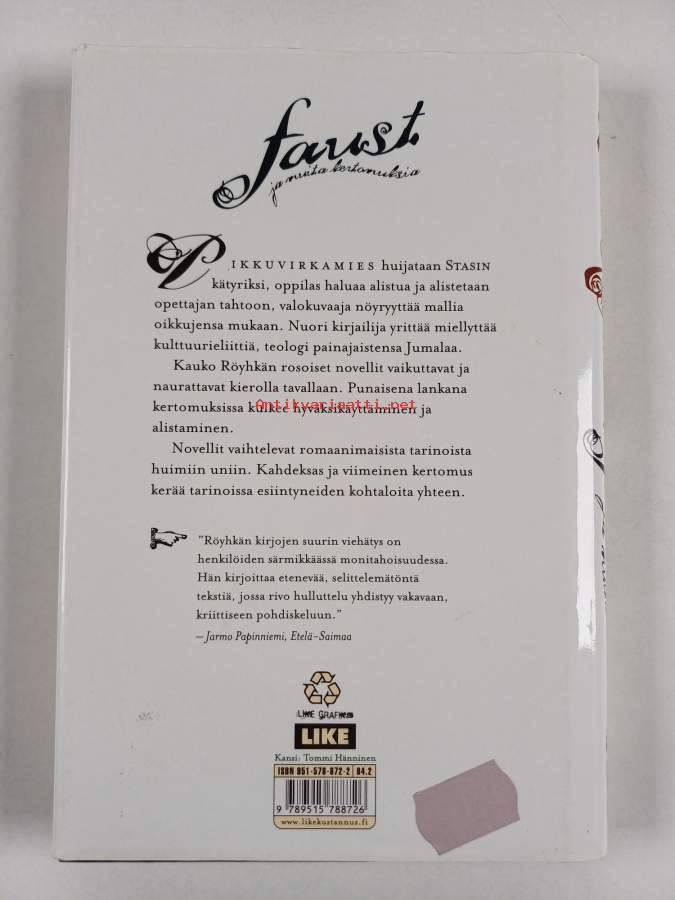 faust
ja muita kertomuksia
PIKKUVIRKAMIES huijataan STASIN
kätyriksi, oppilas haluaa alistua ja alistetaan
opettajan tahtoon, valokuvaaja nöyryyttää mallia
oikkujensa mukaan. Nuori kirjailija yrittää miellyttää
kulttuurieliittiä, teologi painajaistensa Jumalaa.
Kauko Röyhkän rosoiset novellit vaikuttavat ja
naurattavat kierolla tavallaan. Punaisena lankana
Antikvariaatti.net
kertomuksissa kulkee hyväksikäyttäminen ja
alistaminen.
Novellit vaihtelevat romaanimaisista tarinoista
huimiin uniin. Kahdeksas ja viimeinen kertomus
kerää tarinoissa esiintyneiden kohtaloita yhteen.
"Röyhkän kirjojen suurin viehätys on
henkilöiden särmikkäässä monitahoisuudessa.
Hän kirjoittaa etenevää, selittelemätöntä
tekstiä, jossa rivo hulluttelu yhdistyy vakavaan,
kriittiseen pohdiskeluun."
– Jarmo Papinniemi, Etelä-Saimaa
LIKE GRAFIIKS
LIKE
Kansi: Tommi Hänninen
ISBN 951-578-872-2 84.2
9 789515 788726
www.likekustannus.fi